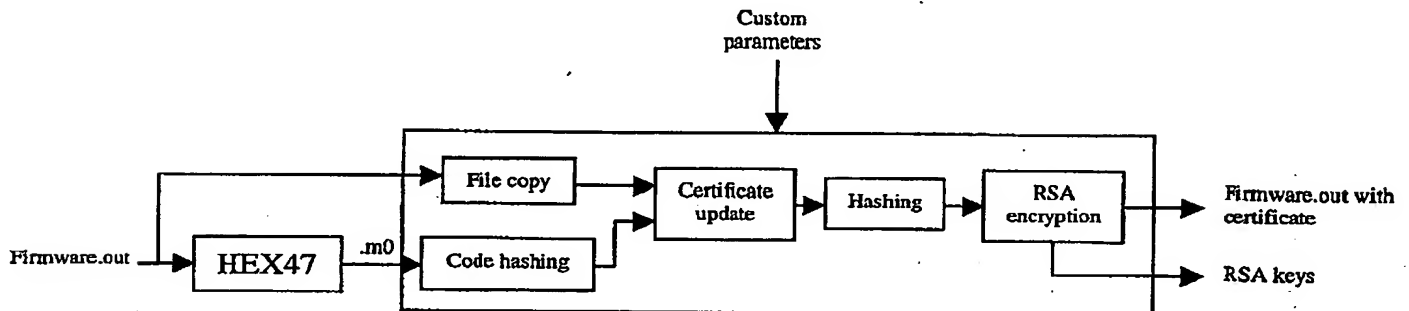 Custom
parameters
File copy
Certificate
update
Hashing
RSA
encryption
Firmware.out with
certificate
Firmware.out
HEX47
.m0
Code hashing
RSA keys